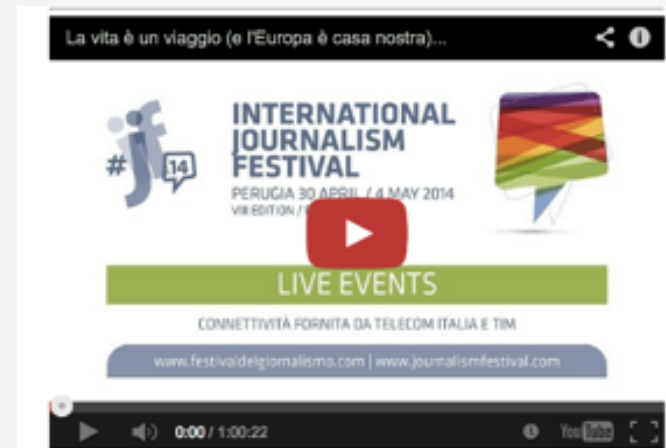 La vita è un viaggio (e l'Europa è casa nostra)...
#ijf
14
INTERNATIONAL
JOURNALISM
FESTIVAL
PERUGIA 30 APRIL / 4 MAY 2014
VIII EDITION /
LIVE EVENTS
CONNETTIVITÀ FORNITA DA TELECOM ITALIA E TIM
www.festivaldelgiornalismo.com | www.journalismfestival.com
0:00 / 1:00:22
YouTube